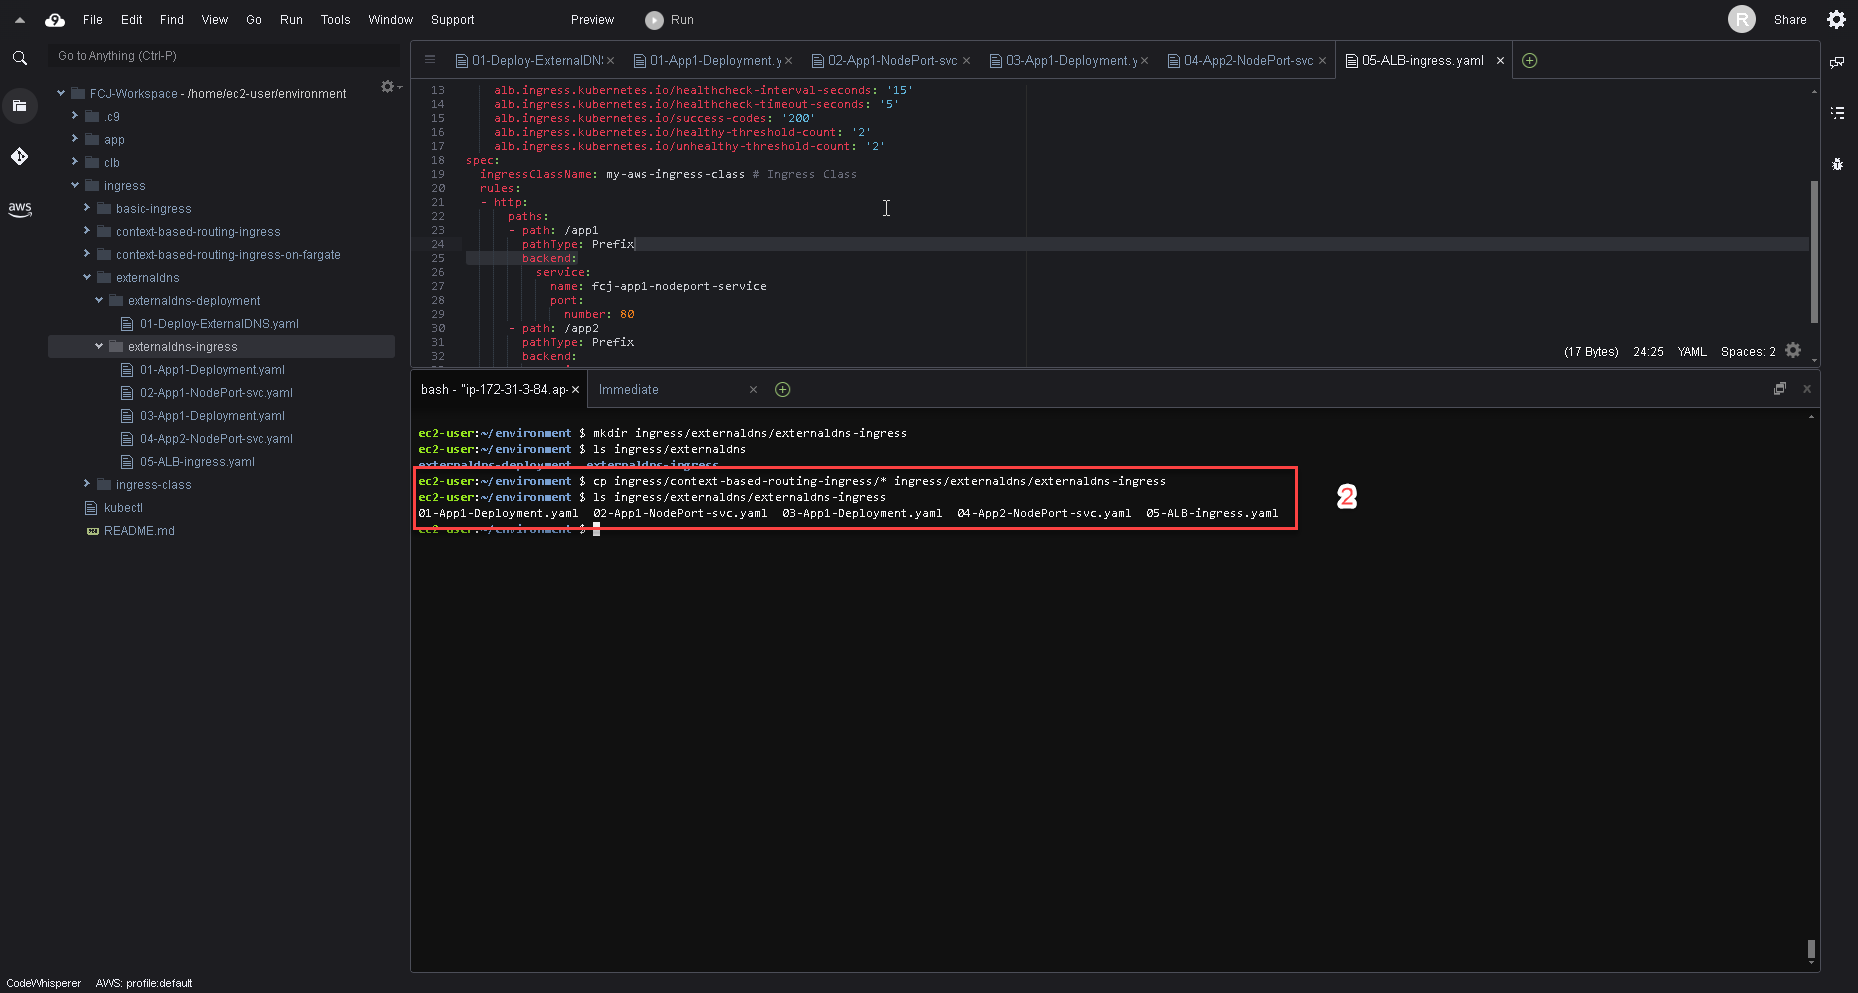 File Edit Find View Go Run Tools Window Support Preview Run R Share
Go to Anything (Ctrl-P)
FCJ-Workspace - /home/ec2-user/environment
.c9
app
clb
ingress
basic-ingress
context-based-routing-ingress
context-based-routing-ingress-on-fargate
externaldns
externaldns-deployment
01-Deploy-ExternalDNS.yaml
externaldns-ingress
01-App1-Deployment.yaml
02-App1-NodePort-svc.yaml
03-App1-Deployment.yaml
04-App2-NodePort-svc.yaml
05-ALB-ingress.yaml
ingress-class
kubectl
README.md
aws
01-Deploy-ExternalDN 01-App1-Deployment.y 02-App1-NodePort-svc 03-App1-Deployment.y 04-App2-NodePort-svc 05-ALB-ingress.yaml
13 alb.ingress.kubernetes.io/healthcheck-interval-seconds: '15'
14 alb.ingress.kubernetes.io/healthcheck-timeout-seconds: '5'
15 alb.ingress.kubernetes.io/success-codes: '200'
16 alb.ingress.kubernetes.io/healthy-threshold-count: '2'
17 alb.ingress.kubernetes.io/unhealthy-threshold-count: '2'
18 spec:
19 ingressClassName: my-aws-ingress-class # Ingress Class
20 rules:
21 - http:
22 paths:
23 - path: /app1
24 pathType: Prefix
25 backend:
26 service:
27 name: fcj-app1-nodeport-service
28 port:
29 number: 80
30 - path: /app2
31 pathType: Prefix
32 backend:
(17 Bytes) 24:25 YAML Spaces: 2
bash - "ip-172-31-3-84.ap- Immediate
ec2-user:~/environment $ mkdir ingress/externaldns/externaldns-ingress
ec2-user:~/environment $ ls ingress/externaldns
externaldns-deployment externaldns-ingress
ec2-user:~/environment $ cp ingress/context-based-routing-ingress/* ingress/externaldns/externaldns-ingress
ec2-user:~/environment $ ls ingress/externaldns/externaldns-ingress
01-App1-Deployment.yaml 02-App1-NodePort-svc.yaml 03-App1-Deployment.yaml 04-App2-NodePort-svc.yaml 05-ALB-ingress.yaml
ec2-user:~/environment $
2
CodeWhisperer AWS: profile:default